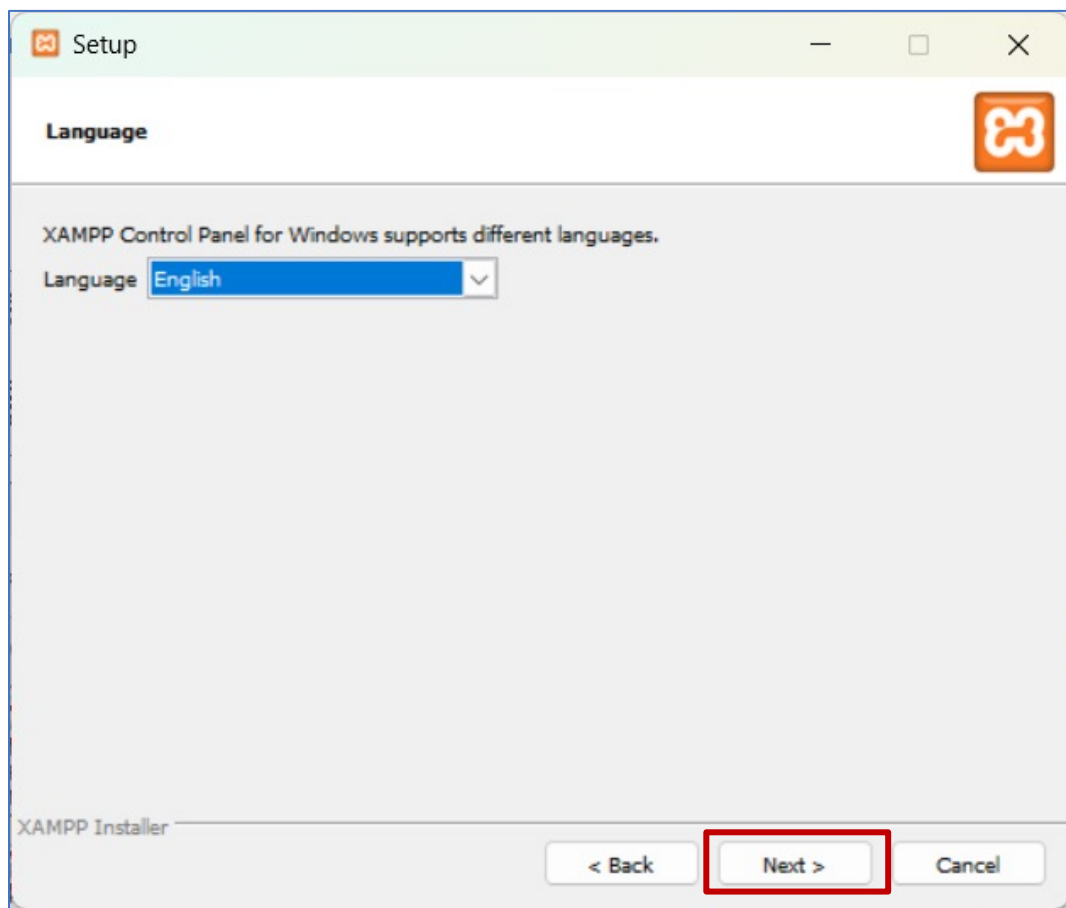 Setup
Language
XAMPP Control Panel for Windows supports different languages.
Language English
XAMPP Installer
< Back Next > Cancel